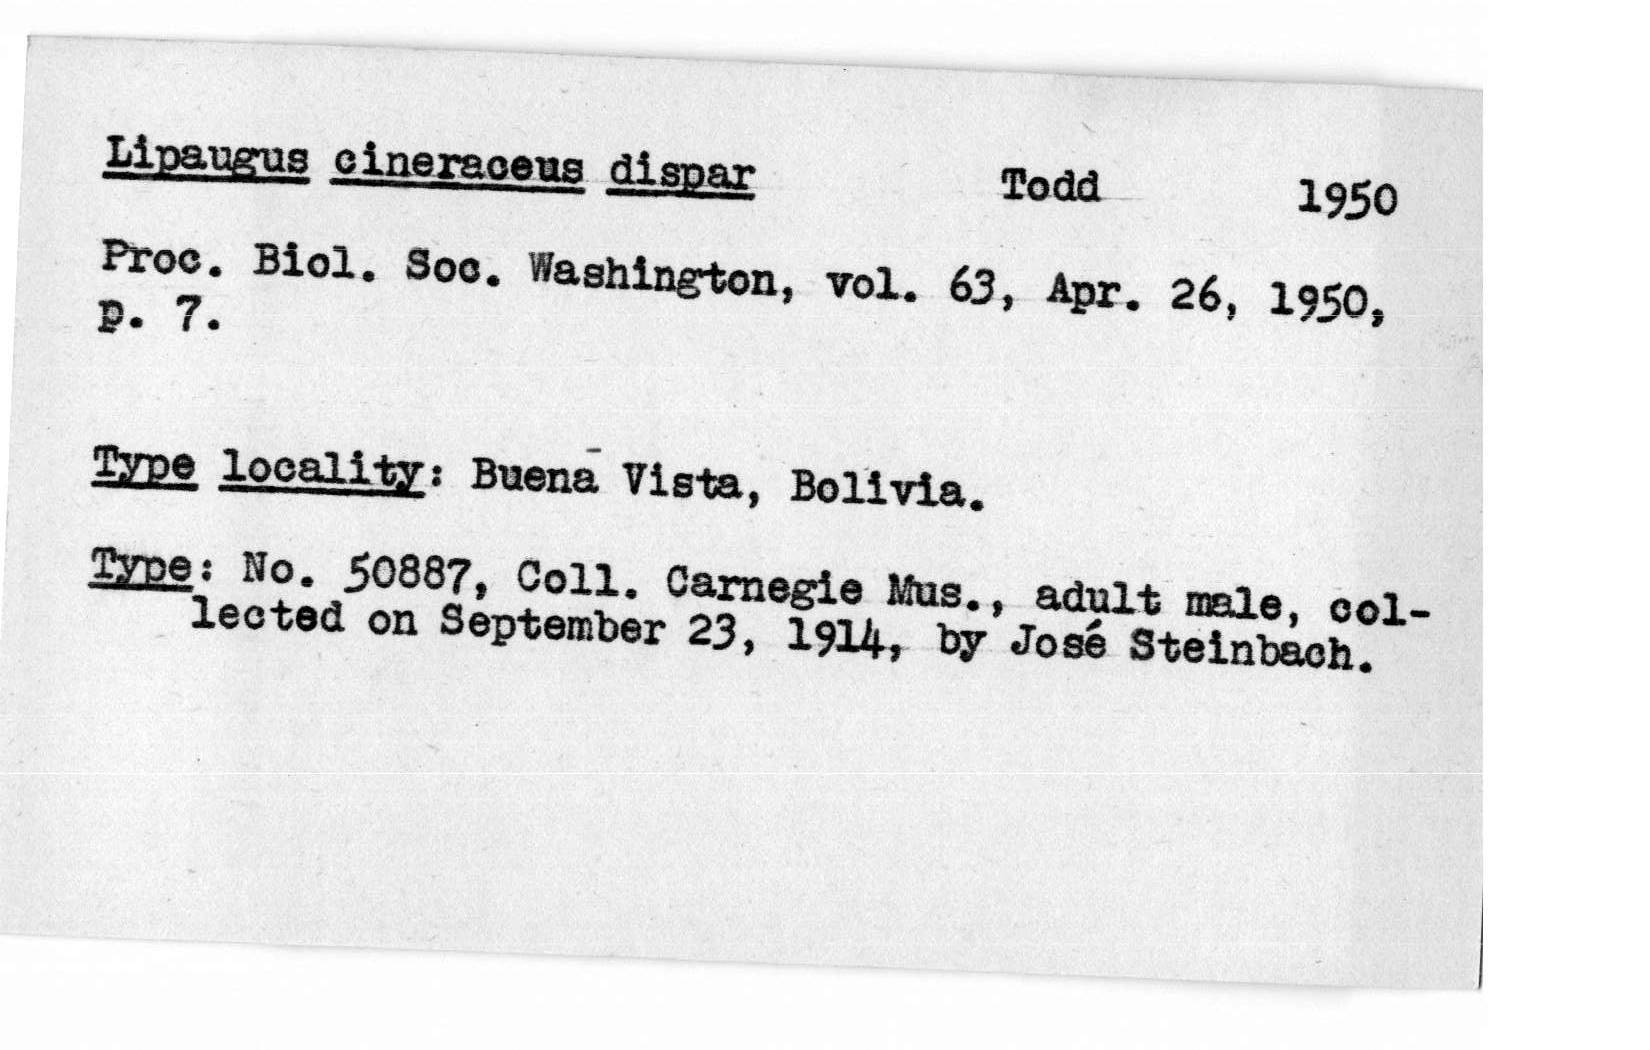 Lipaugus cineraceus dispar Todd 1950
Proc. Biol. Soc. Washington, vol. 63, Apr. 26, 1950,
p. 7.
Type locality: Buena Vista, Bolivia.
Type: No. 50887, Coll. Carnegie Mus., adult male, col-
lected on September 23, 1914, by José Steinbach.